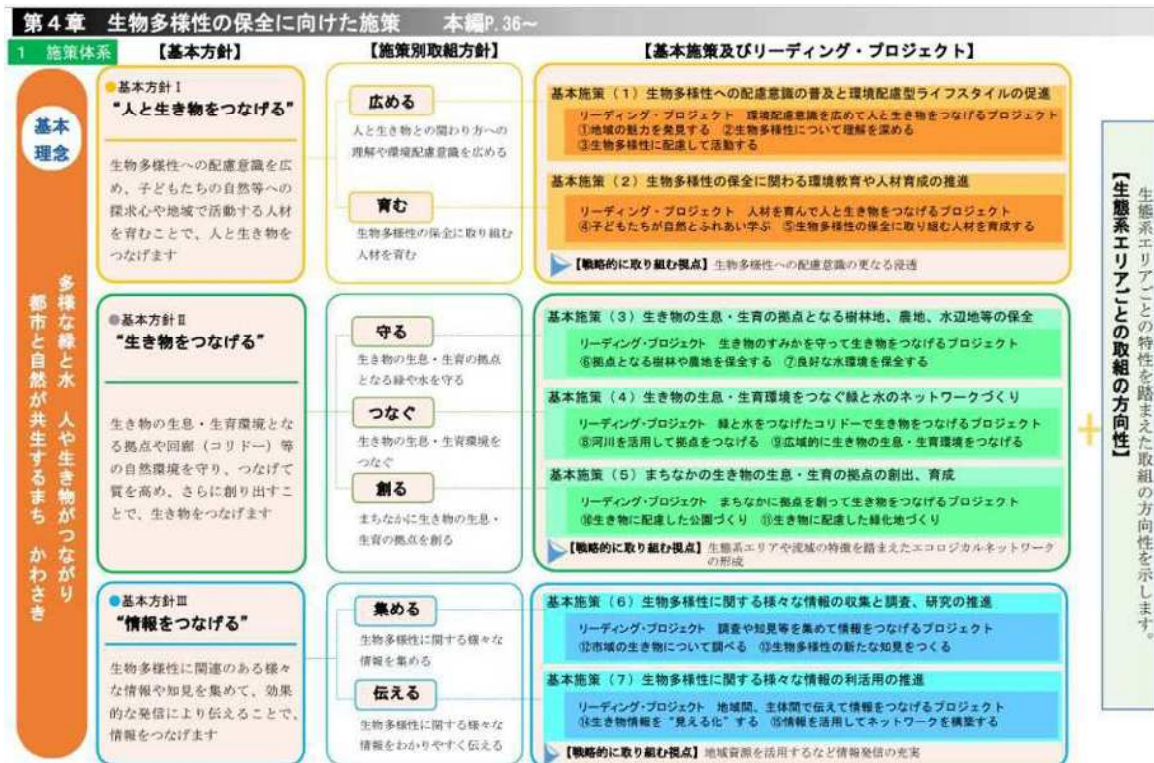 第4章 生物多様性の保全に向けた施策 本編P.36~
1 施策体系
【基本方針】
【施策別取組方針】
【基本施策及びリーディング・プロジェクト】
基本
理念
多様な緑と水 人や生き物がつながり
都市と自然が共生するまち かわさき
●基本方針Ⅰ
“人と生き物をつなげる”
生物多様性への配慮意識を広
め、子どもたちの自然等への
探求心や地域で活動する人材
を育むことで、人と生き物を
つなげます
広める
人と生き物との関わり方への
理解や環境配慮意識を広める
育む
生物多様性の保全に取り組む
人材を育む
基本施策(1)生物多様性への配慮意識の普及と環境配慮型ライフスタイルの促進
リーディング・プロジェクト 環境配慮意識を広めて人と生き物をつなげるプロジェクト
①地域の魅力を発見する ②生物多様性について理解を深める
③生物多様性に配慮して活動する
基本施策(2)生物多様性の保全に関わる環境教育や人材育成の推進
リーディング・プロジェクト 人材を育んで人と生き物をつなげるプロジェクト
④子どもたちが自然とふれあい学ぶ ⑤生物多様性の保全に取り組む人材を育成する
【戦略的に取り組む視点】生物多様性への配慮意識の更なる浸透
●基本方針Ⅱ
“生き物をつなげる”
生き物の生息・生育環境とな
る拠点や回廊(コリドー)等
の自然環境を守り、つなげて
質を高め、さらに創り出すこ
とで、生き物をつなげます
守る
生き物の生息・生育の拠点
となる緑や水を守る
つなぐ
生き物の生息・生育環境を
つなぐ
創る
まちなかに生き物の生息・
生育の拠点を創る
基本施策(3)生き物の生息・生育の拠点となる樹林地、農地、水辺地等の保全
リーディング・プロジェクト 生き物のすみかを守って生き物をつなげるプロジェクト
⑥拠点となる樹林や農地を保全する ⑦良好な水環境を保全する
基本施策(4)生き物の生息・生育環境をつなぐ緑と水のネットワークづくり
リーディング・プロジェクト 緑と水をつなげたコリドーで生き物をつなげるプロジェクト
⑧河川を活用して拠点をつなげる ⑨広域的に生き物の生息・生育環境をつなげる
基本施策(5)まちなかの生き物の生息・生育の拠点の創出、育成
リーディング・プロジェクト まちなかに拠点を創って生き物をつなげるプロジェクト
⑩生き物に配慮した公園づくり ⑪生き物に配慮した緑化地づくり
【戦略的に取り組む視点】生態系エリアや流域の特徴を踏まえたエコロジカルネットワーク
の形成
●基本方針Ⅲ
“情報をつなげる”
生物多様性に関連のある様々
な情報や知見を集めて、効果
的な発信により伝えることで、
情報をつなげます
集める
生物多様性に関する様々な
情報を集める
伝える
生物多様性に関する様々な
情報をわかりやすく伝える
基本施策(6)生物多様性に関する様々な情報の収集と調査、研究の推進
リーディング・プロジェクト 調査や知見等を集めて情報をつなげるプロジェクト
⑫市域の生き物について調べる ⑬生物多様性の新たな知見をつくる
基本施策(7)生物多様性に関する様々な情報の利活用の推進
リーディング・プロジェクト 地域間、主体間で伝えて情報をつなげるプロジェクト
⑭生き物情報を“見える化”する ⑮情報を活用してネットワークを構築する
【戦略的に取り組む視点】地域資源を活用するなど情報発信の充実
+
生態系エリアごとの特性を踏まえた取組の方向性を示します。
【生態系エリアごとの取組の方向性】